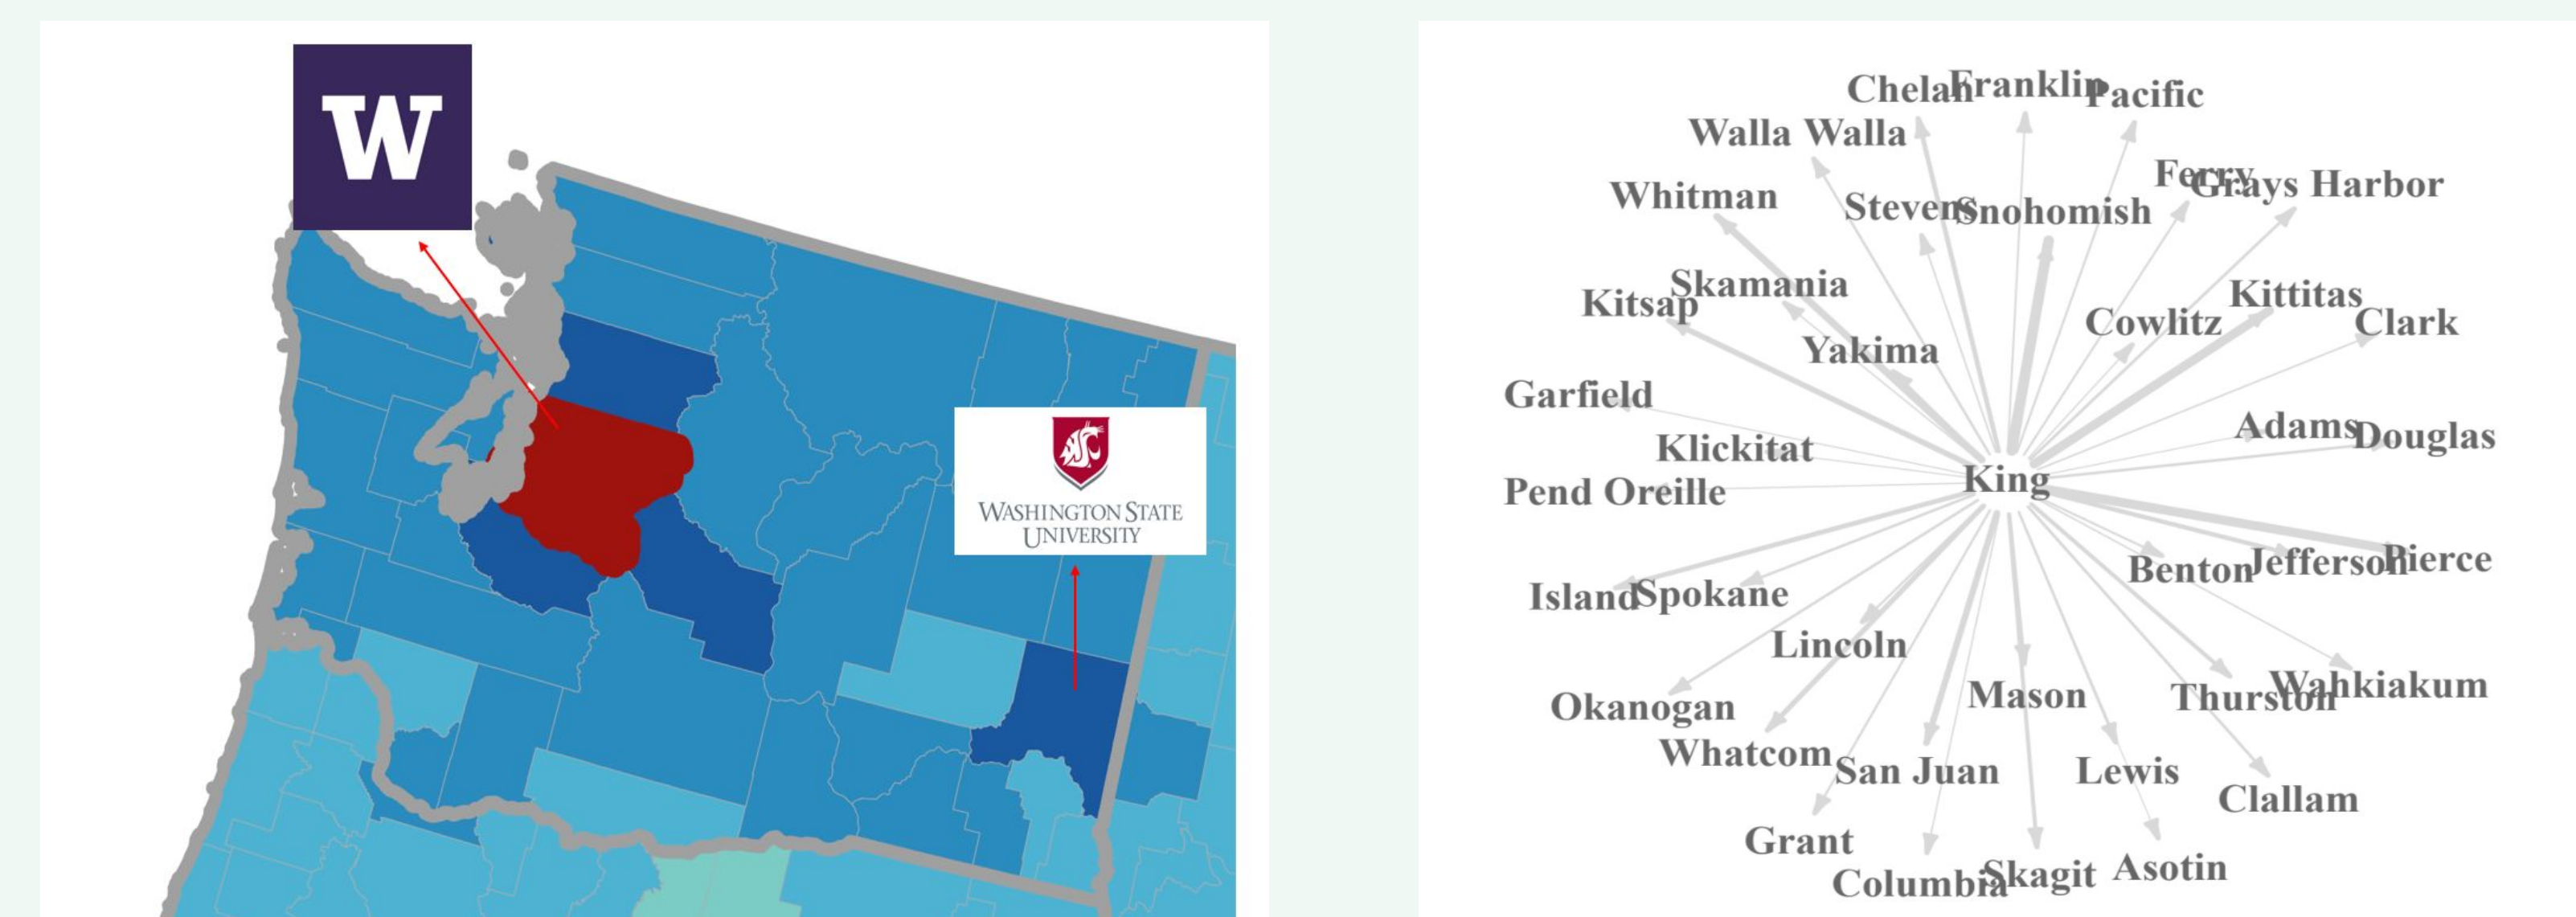 W
WASHINGTON STATE
UNIVERSITY
Chelan
Franklin
Pacific
Walla Walla
Ferry
Grays Harbor
Whitman
Stevens
Snohomish
Skamania
Kitsap
Kittitas
Cowlitz
Clark
Yakima
Garfield
Adams
Douglas
Klickitat
King
Pend Oreille
Benton
Jefferson
Pierce
Island
Spokane
Lincoln
Mason
Thurston
Wahkiakum
Okanogan
Whatcom
San Juan
Lewis
Clallam
Grant
Columbia
Skagit
Asotin